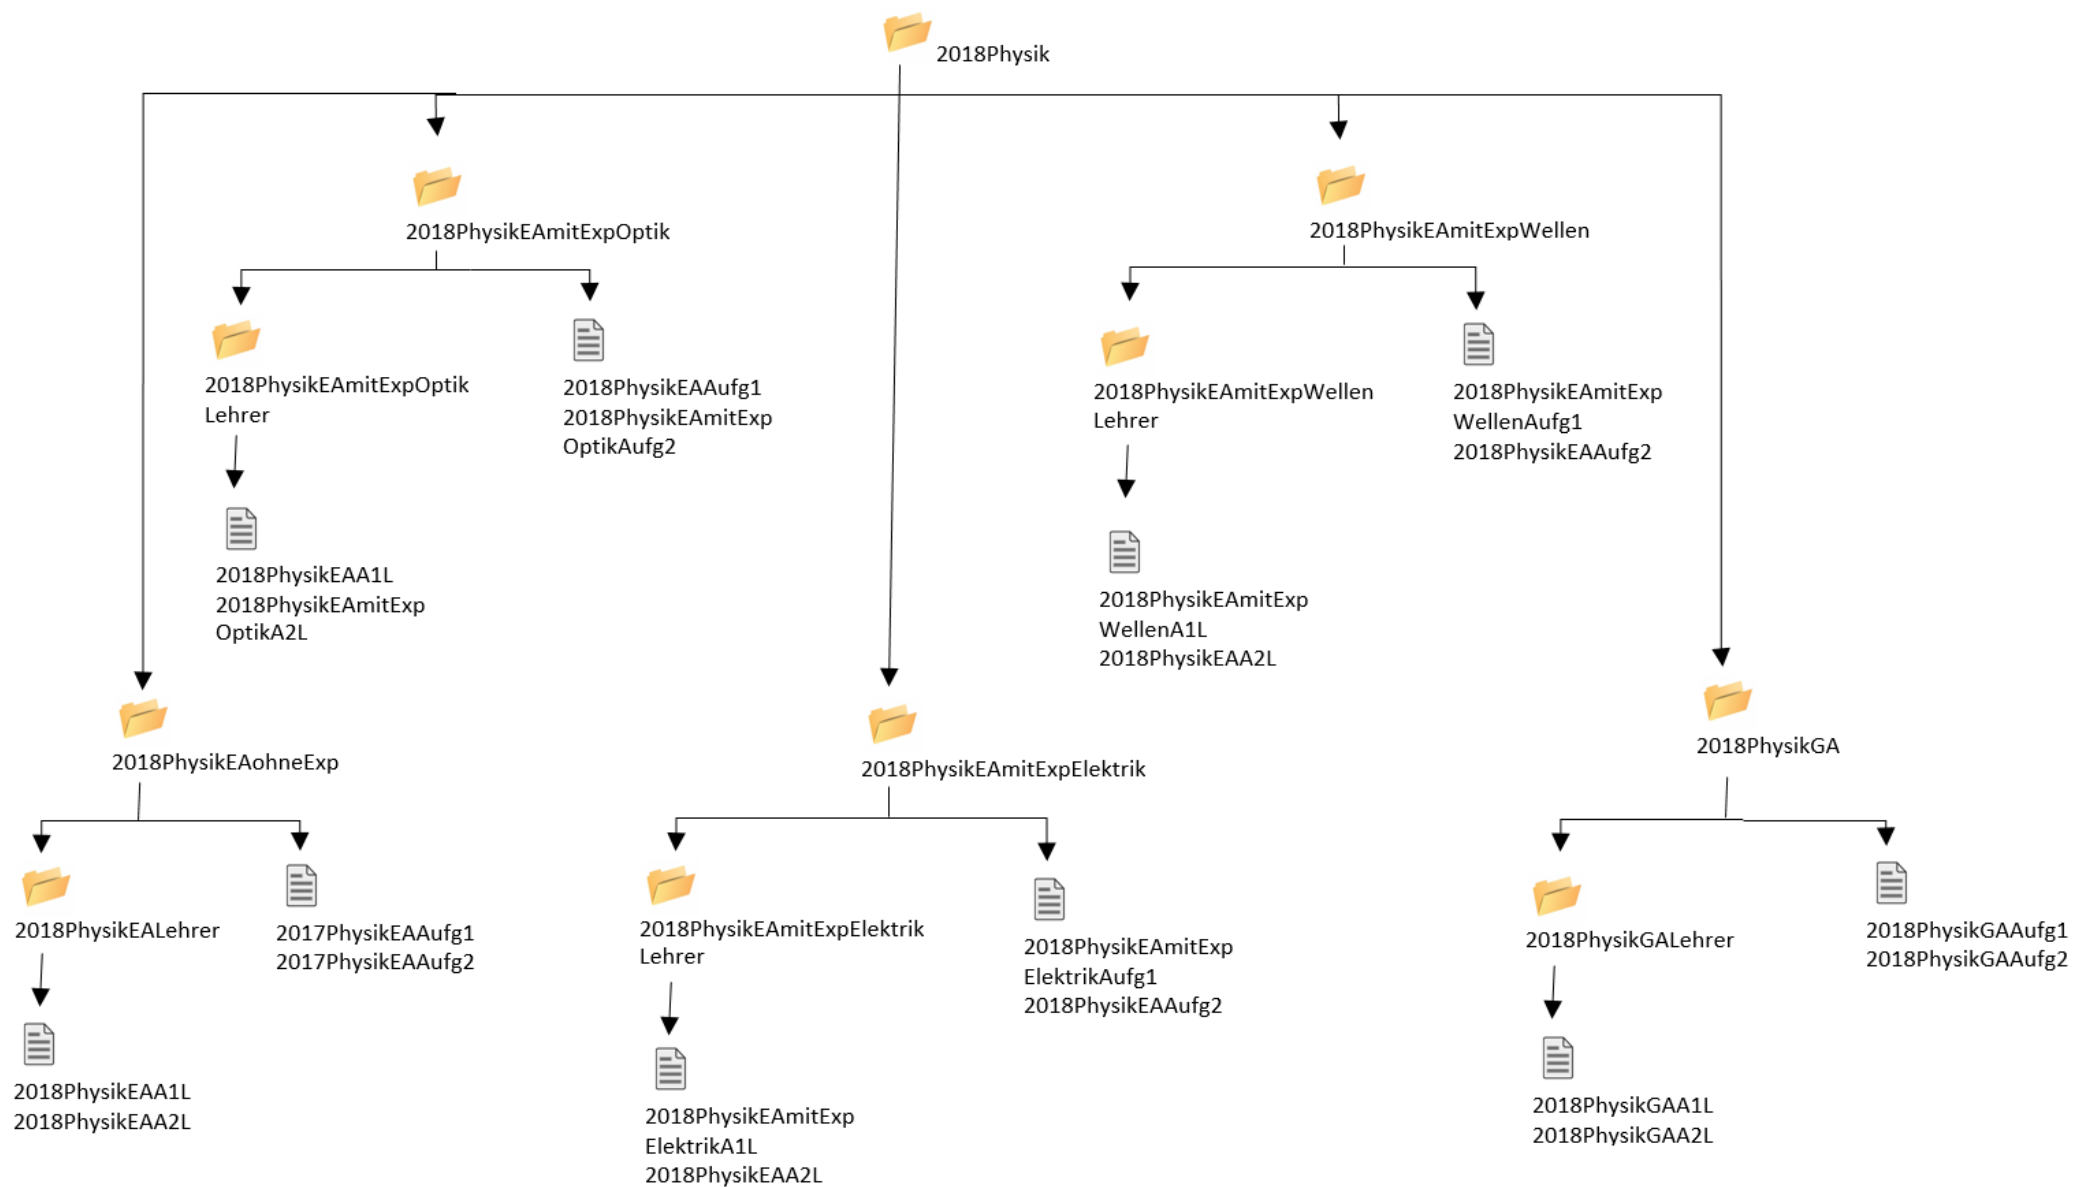 2018Physik
2018PhysikEAmitExpOptik
2018PhysikEAmitExpWellen
2018PhysikEAmitExpOptik
Lehrer
2018PhysikEAAufg1
2018PhysikEAmitExp
OptikAufg2
2018PhysikEAmitExpWellen
Lehrer
2018PhysikEAmitExp
WellenAufg1
2018PhysikEAAufg2
2018PhysikEAA1L
2018PhysikEAmitExp
OptikA2L
2018PhysikEAmitExp
WellenA1L
2018PhysikEAA2L
2018PhysikEAohneExp
2018PhysikEAmitExpElektrik
2018PhysikGA
2018PhysikEALehrer
2017PhysikEAAufg1
2017PhysikEAAufg2
2018PhysikEAmitExpElektrik
Lehrer
2018PhysikEAmitExp
ElektrikAufg1
2018PhysikEAAufg2
2018PhysikGALehrer
2018PhysikGAAufg1
2018PhysikGAAufg2
2018PhysikEAA1L
2018PhysikEAA2L
2018PhysikEAmitExp
ElektrikA1L
2018PhysikEAA2L
2018PhysikGAA1L
2018PhysikGAA2L